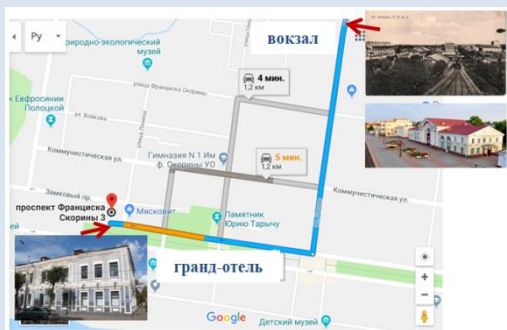 Ру
вокзал
природно-экологический
музей
4 мин.
1,2 км
улица Франциска Скорины
Евфросинии
Полоцкой
ул. Войкова
Гимназия N 1 Им
ф. Скорины УО
5 мин.
1,2 км
Коммунистическая ул.
Коммунистическая ул.
Замковый пр.
проспект Франциска
Скорины 3
Мясковит
Памятник
Юрию Тарычу
гранд-отель
Google
Детский музей